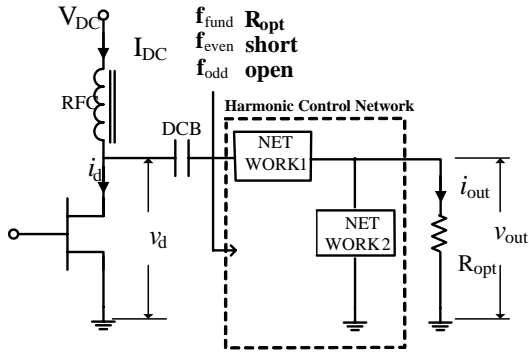 V_DC
f_fund R_opt
f_even short
f_odd open
I_DC
Harmonic Control Network
RFC
DCB
NET
WORK1
i_d
i_out
NET
WORK2
v_d
v_out
R_opt